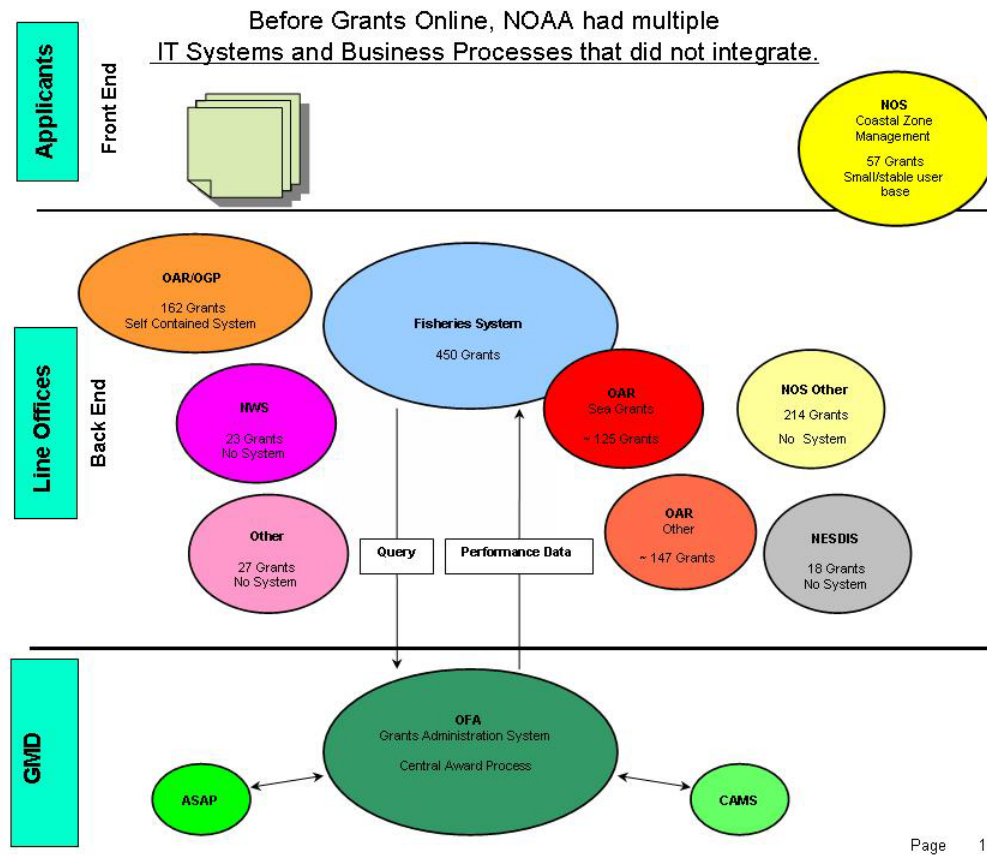 Before Grants Online, NOAA had multiple
IT Systems and Business Processes that did not integrate.
Applicants
Front End
NOS
Coastal Zone
Management
57 Grants
Small/stable user
base
Line Offices
Back End
OAR/OGP
162 Grants
Self Contained System
Fisheries System
450 Grants
NWS
23 Grants
No System
OAR
Sea Grants
~ 125 Grants
NOS Other
214 Grants
No System
Other
27 Grants
No System
Query
Performance Data
OAR
Other
~ 147 Grants
NESDIS
18 Grants
No System
GMD
OFA
Grants Administration System
Central Award Process
ASAP
CAMS
Page 1